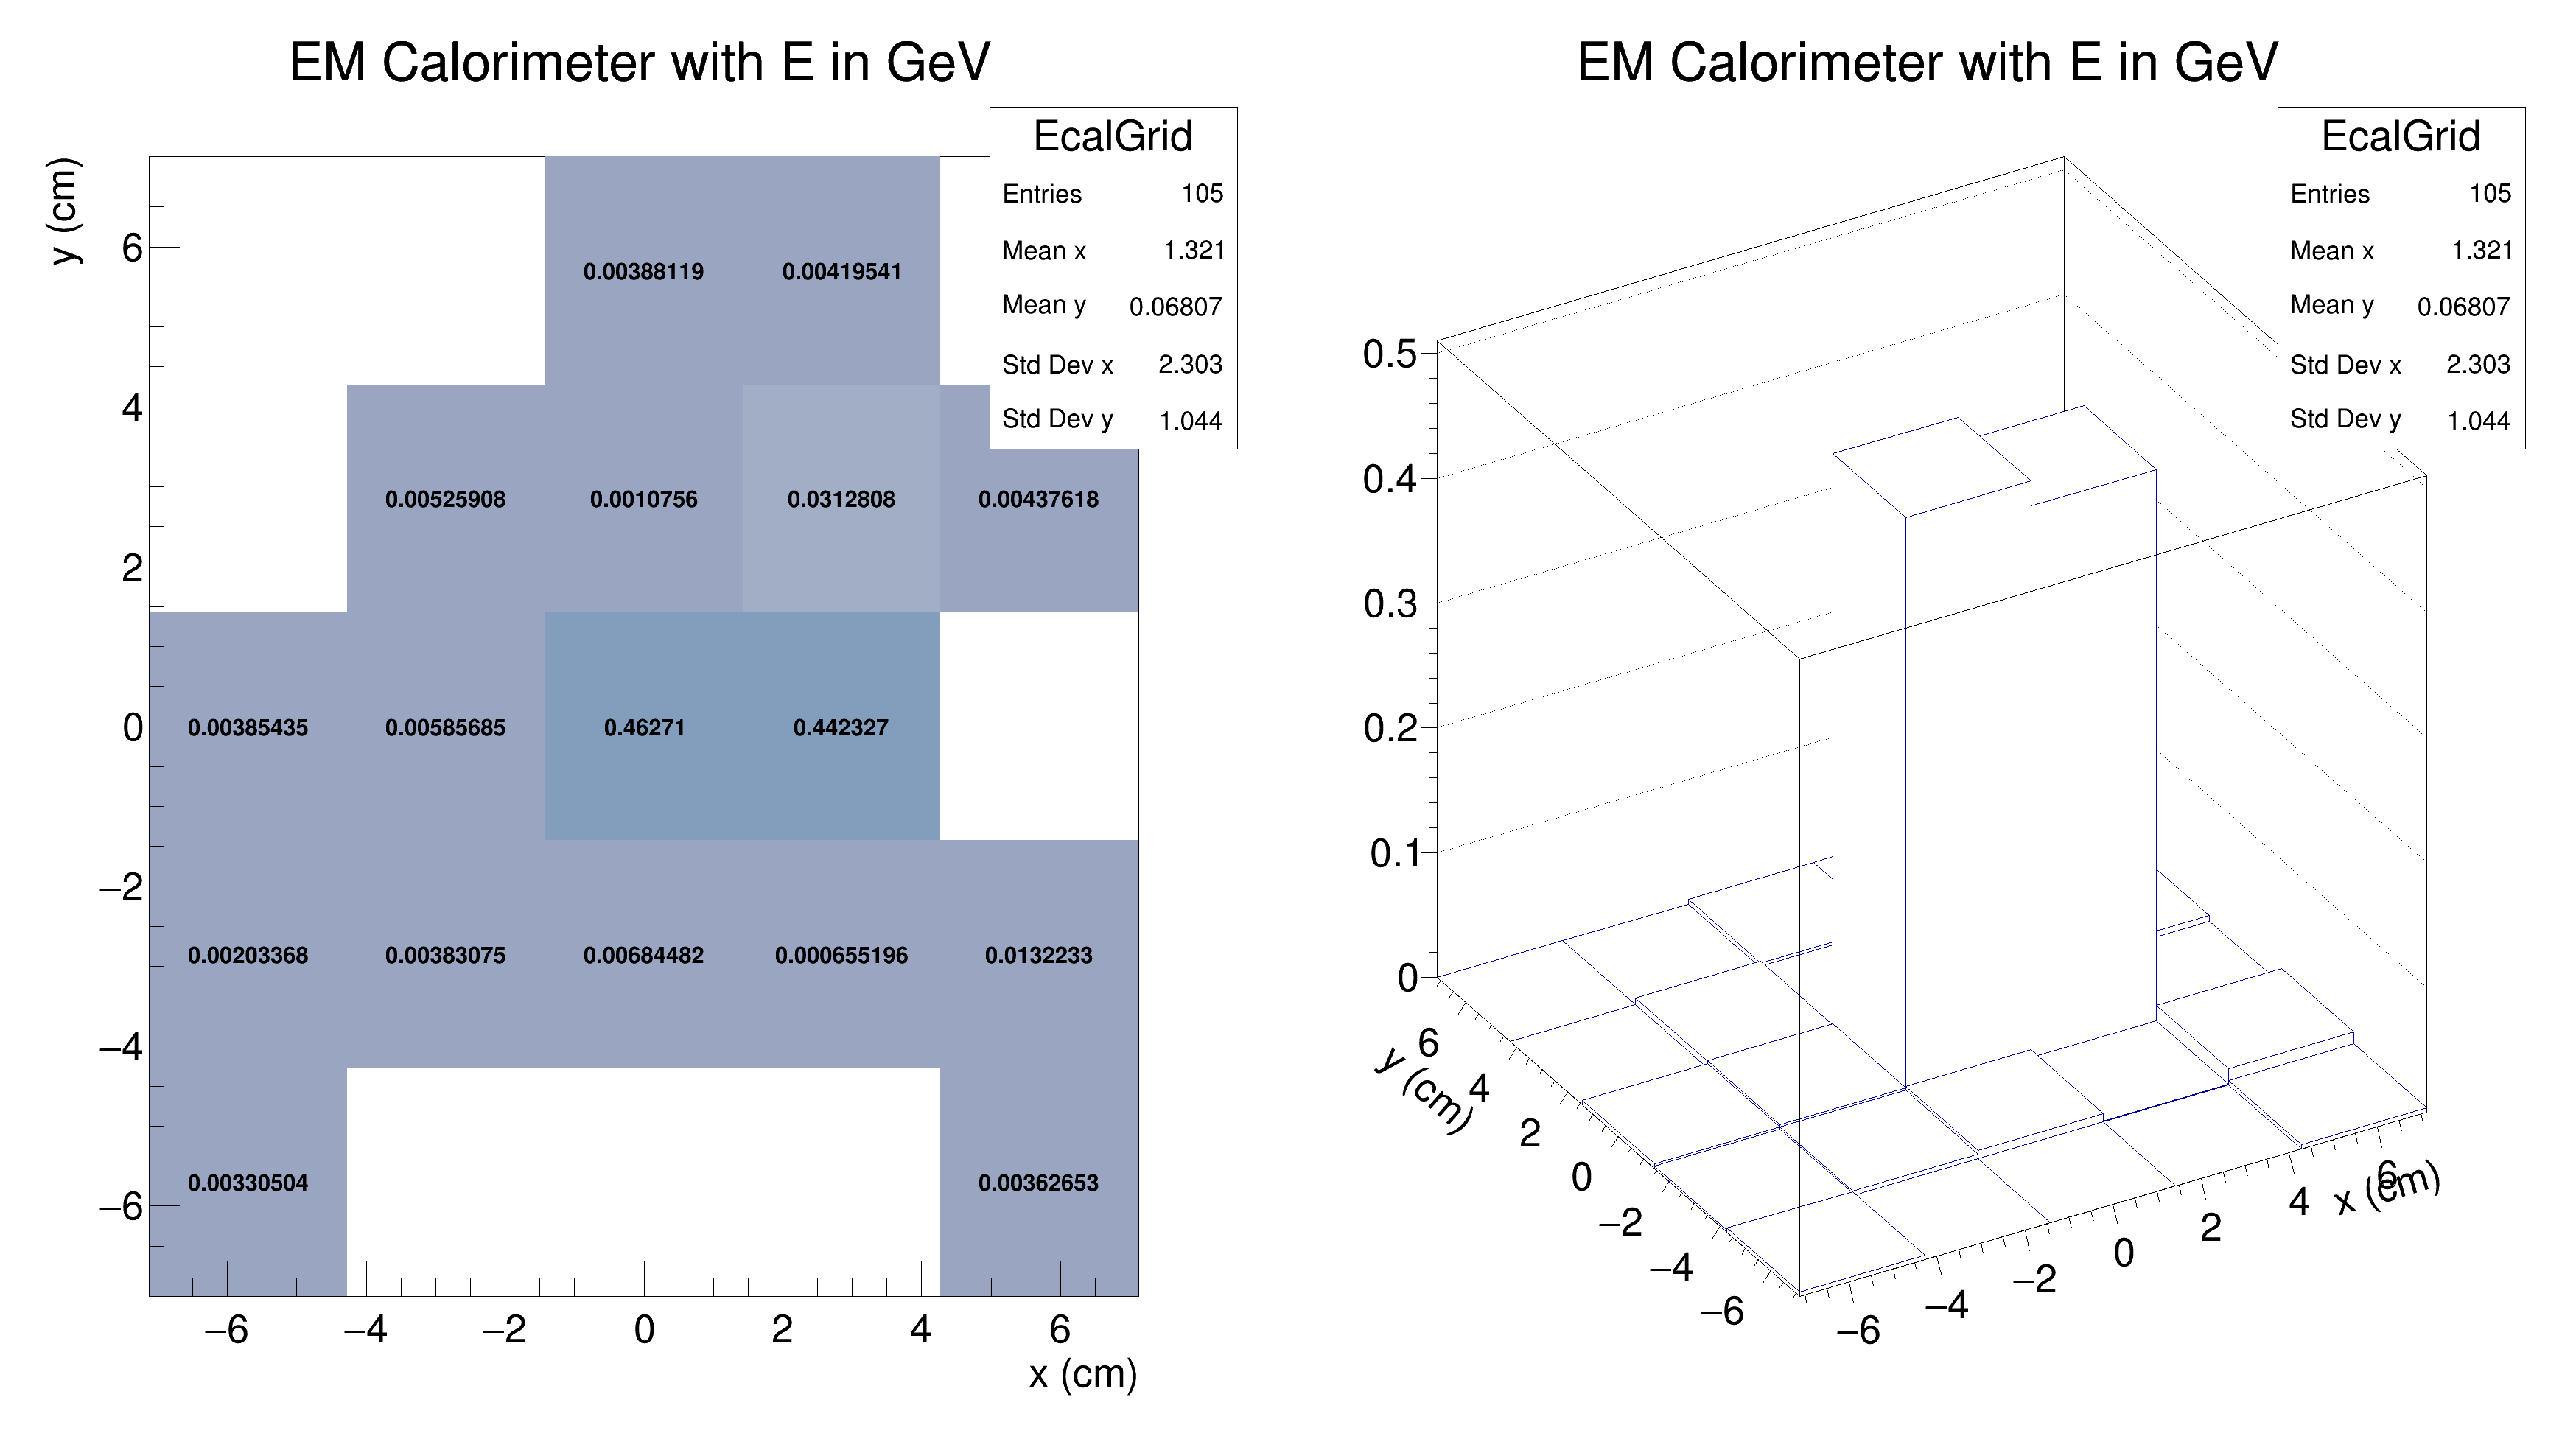 EM Calorimeter with E in GeV
EcalGrid
Entries 105
Mean x 1.321
Mean y 0.06807
Std Dev x 2.303
Std Dev y 1.044
y (cm)
6
4
2
0
−2
−4
−6
0.00388119 0.00419541
0.00525908 0.0010756 0.0312808 0.00437618
0.00385435 0.00585685 0.46271 0.442327
0.00203368 0.00383075 0.00684482 0.000655196 0.0132233
0.00330504 0.00362653
−6 −4 −2 0 2 4 6
x (cm)
EM Calorimeter with E in GeV
EcalGrid
Entries 105
Mean x 1.321
Mean y 0.06807
Std Dev x 2.303
Std Dev y 1.044
0.5
0.4
0.3
0.2
0.1
0
6
4
2
0
−2
−4
−6
y (cm)
−6
−4
−2
0
2
4
6
x (cm)